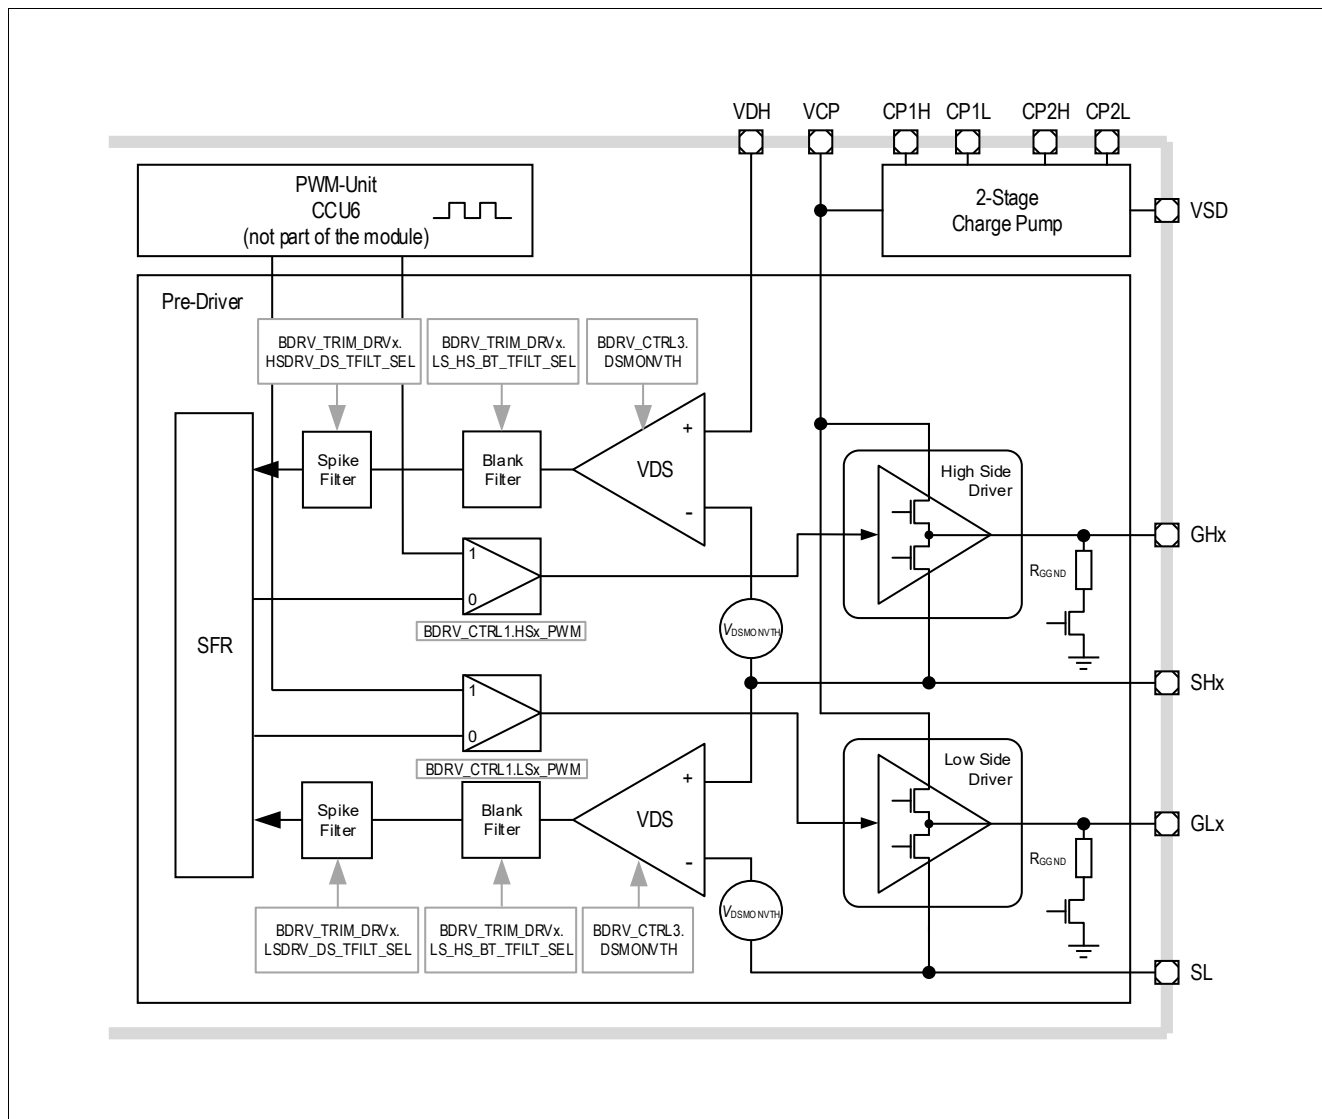 VDH
VCP
CP1H
CP1L
CP2H
CP2L
PWM-Unit
CCU6
(not part of the module)
2-Stage
Charge Pump
VSD
Pre-Driver
BDRV_TRIM_DRVx.
HSDRV_DS_TFILT_SEL
BDRV_TRIM_DRVx.
LS_HS_BT_TFILT_SEL
BDRV_CTRL3.
DSMONVTH
+
Spike
Filter
Blank
Filter
VDS
-
High Side
Driver
GHx
1
0
RGGND
BDRV_CTRL1.HSx_PWM
VDSMONVTH
SFR
SHx
1
0
BDRV_CTRL1.LSx_PWM
Low Side
Driver
+
Spike
Filter
Blank
Filter
VDS
-
GLx
RGGND
VDSMONVTH
BDRV_TRIM_DRVx.
LSDRV_DS_TFILT_SEL
BDRV_TRIM_DRVx.
LS_HS_BT_TFILT_SEL
BDRV_CTRL3.
DSMONVTH
SL